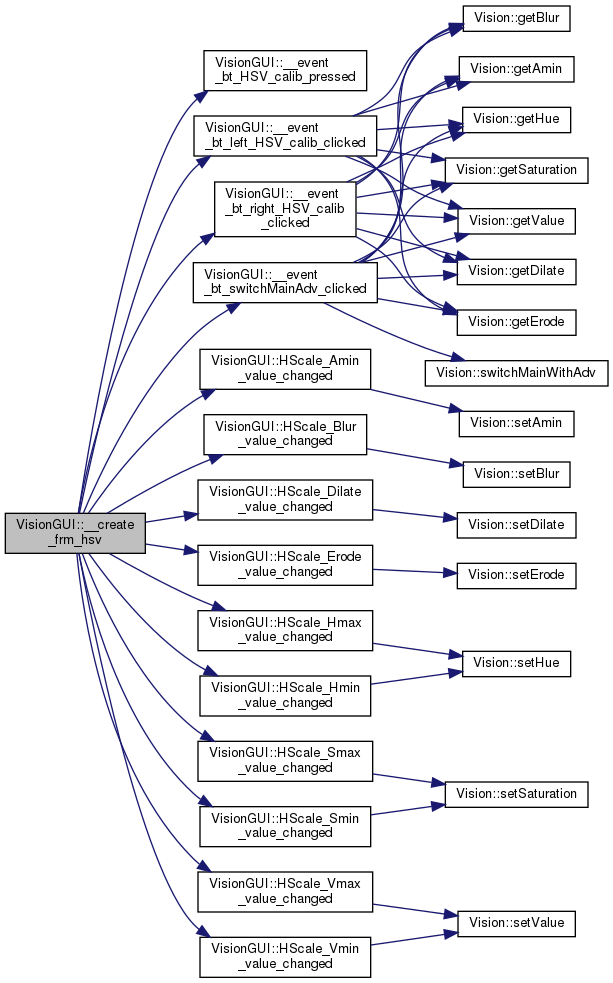 Vision::getBlur
VisionGUI::__event
_bt_HSV_calib_pressed
Vision::getAmin
VisionGUI::__event
_bt_left_HSV_calib_clicked
Vision::getHue
Vision::getSaturation
VisionGUI::__event
_bt_right_HSV_calib
_clicked
Vision::getValue
Vision::getDilate
VisionGUI::__event
_bt_switchMainAdv_clicked
Vision::getErode
VisionGUI::HScale_Amin
_value_changed
Vision::switchMainWithAdv
Vision::setAmin
VisionGUI::HScale_Blur
_value_changed
Vision::setBlur
VisionGUI::HScale_Dilate
_value_changed
Vision::setDilate
VisionGUI::__create
_frm_hsv
VisionGUI::HScale_Erode
_value_changed
Vision::setErode
VisionGUI::HScale_Hmax
_value_changed
Vision::setHue
VisionGUI::HScale_Hmin
_value_changed
VisionGUI::HScale_Smax
_value_changed
Vision::setSaturation
VisionGUI::HScale_Smin
_value_changed
VisionGUI::HScale_Vmax
_value_changed
Vision::setValue
VisionGUI::HScale_Vmin
_value_changed